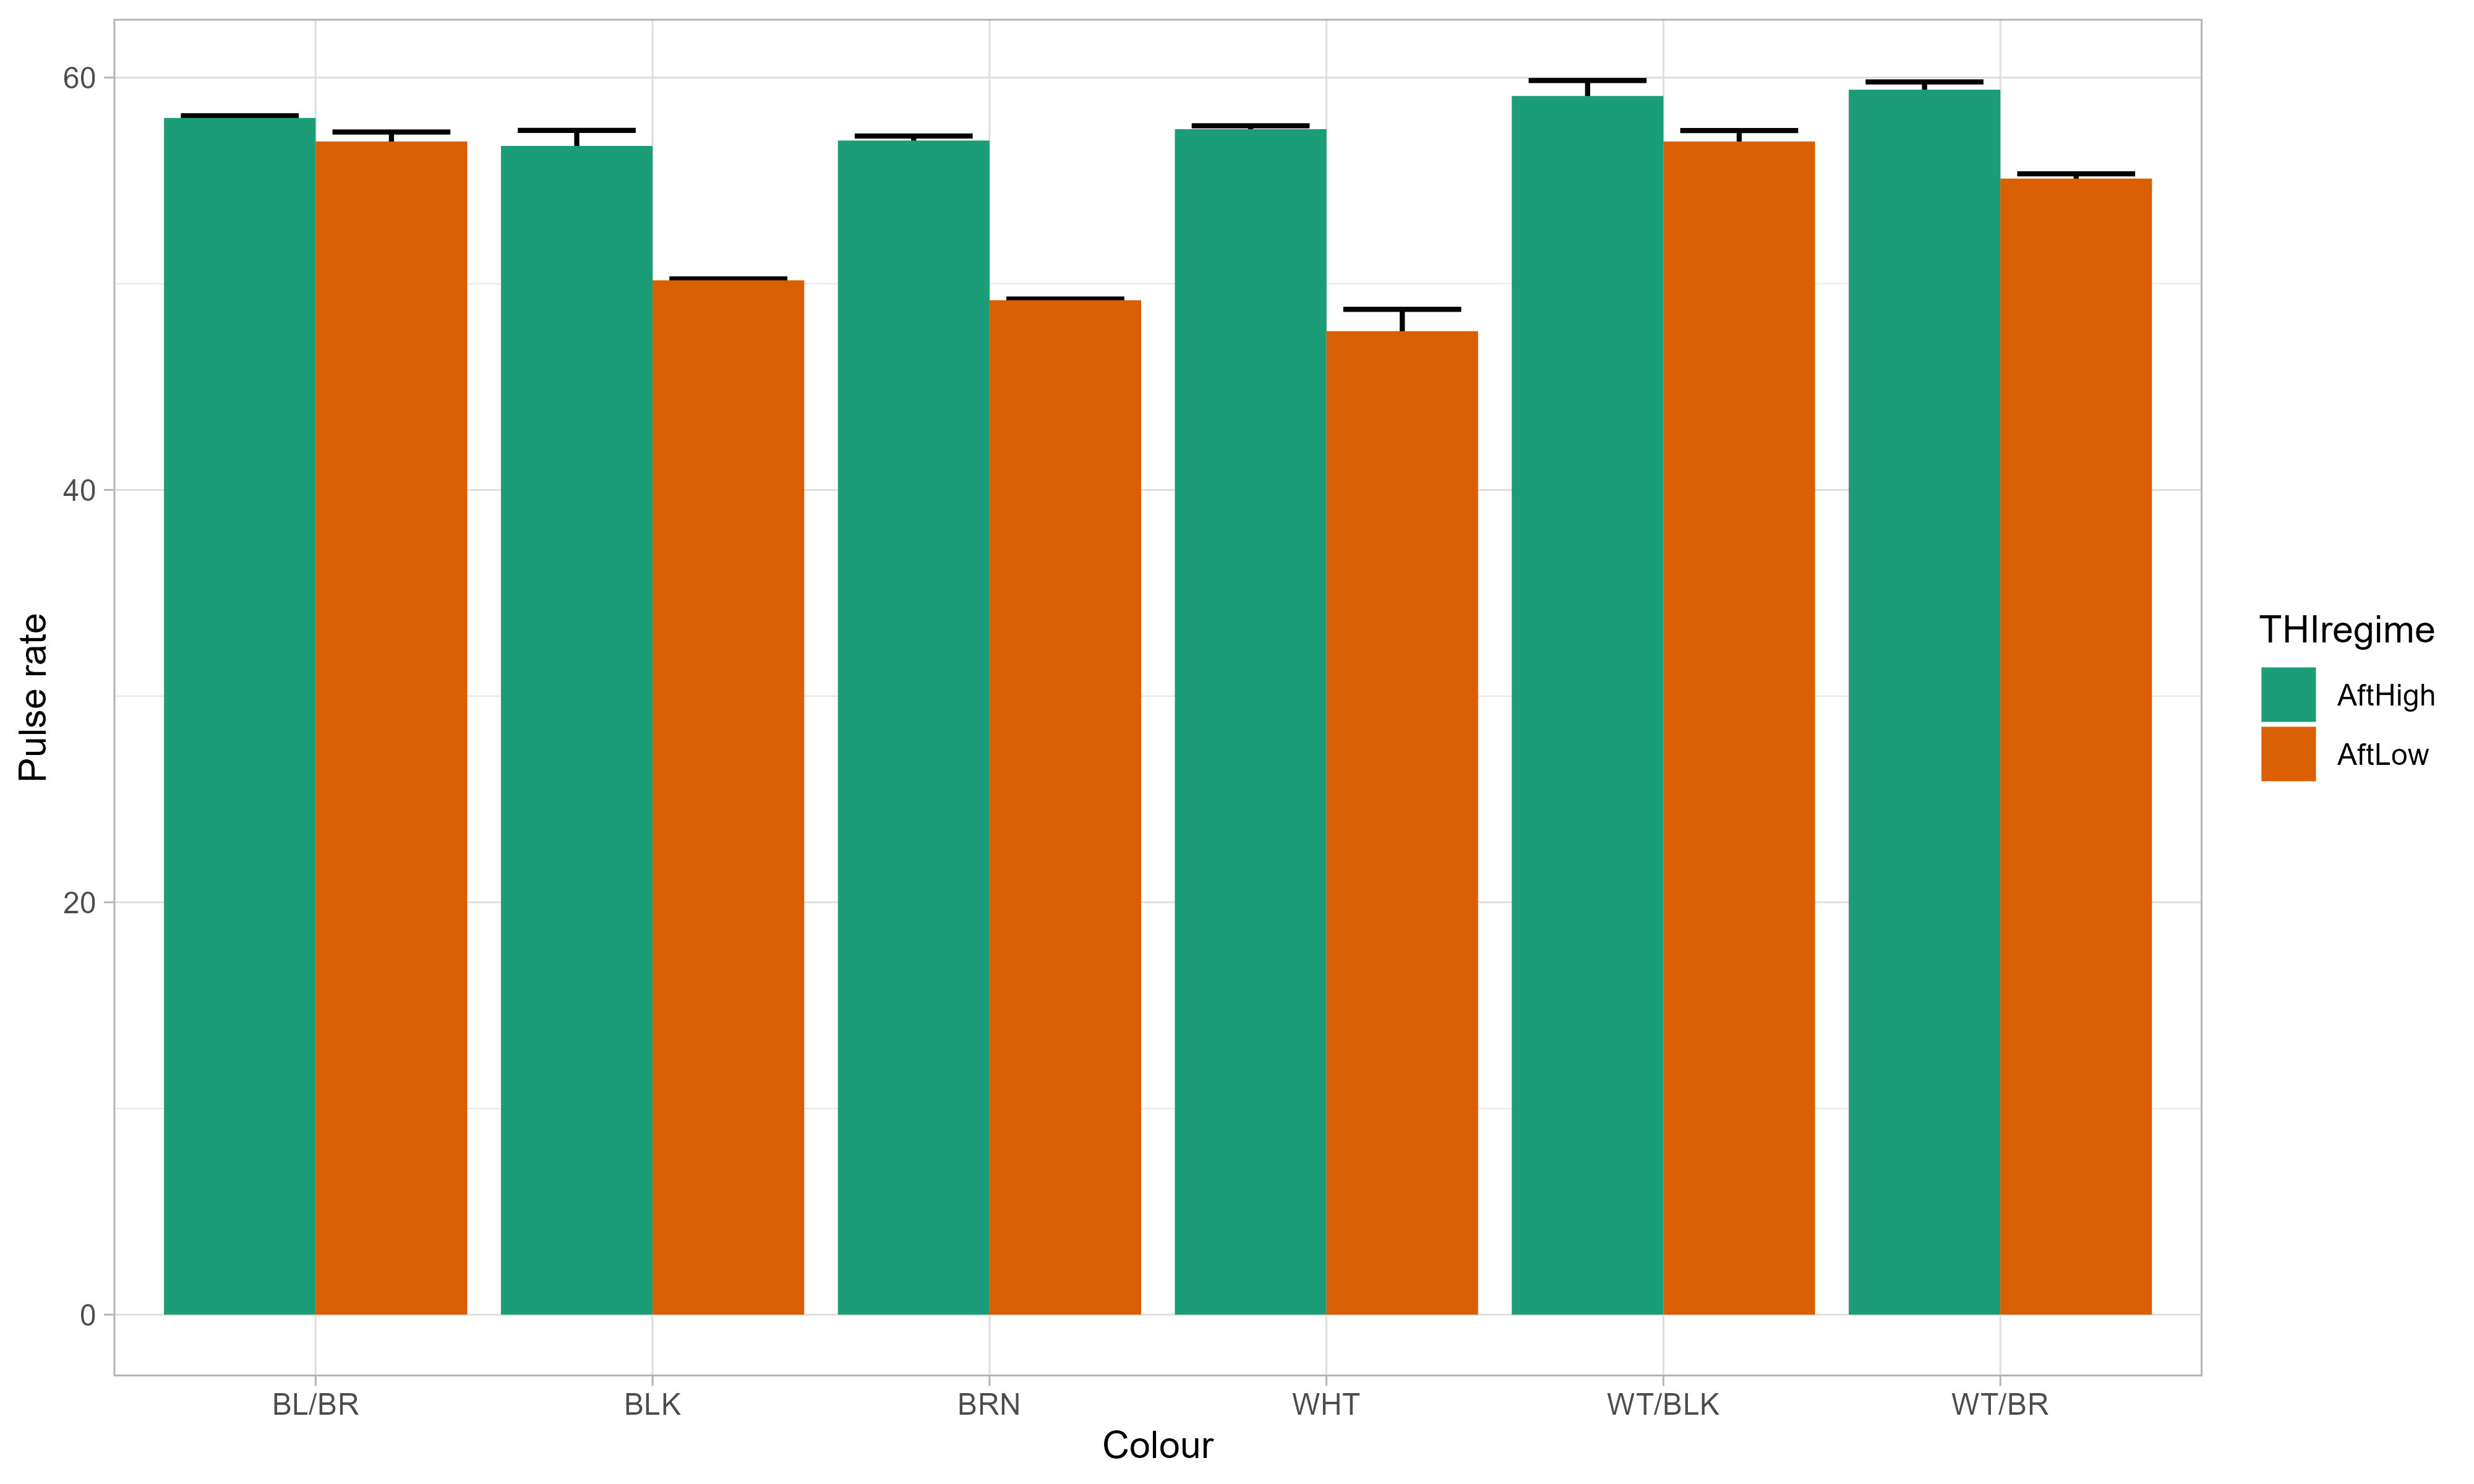 60
40
20
0
Pulse rate
BL/BR
BLK
BRN
WHT
WT/BLK
WT/BR
Colour
THIregime
AftHigh
AftLow